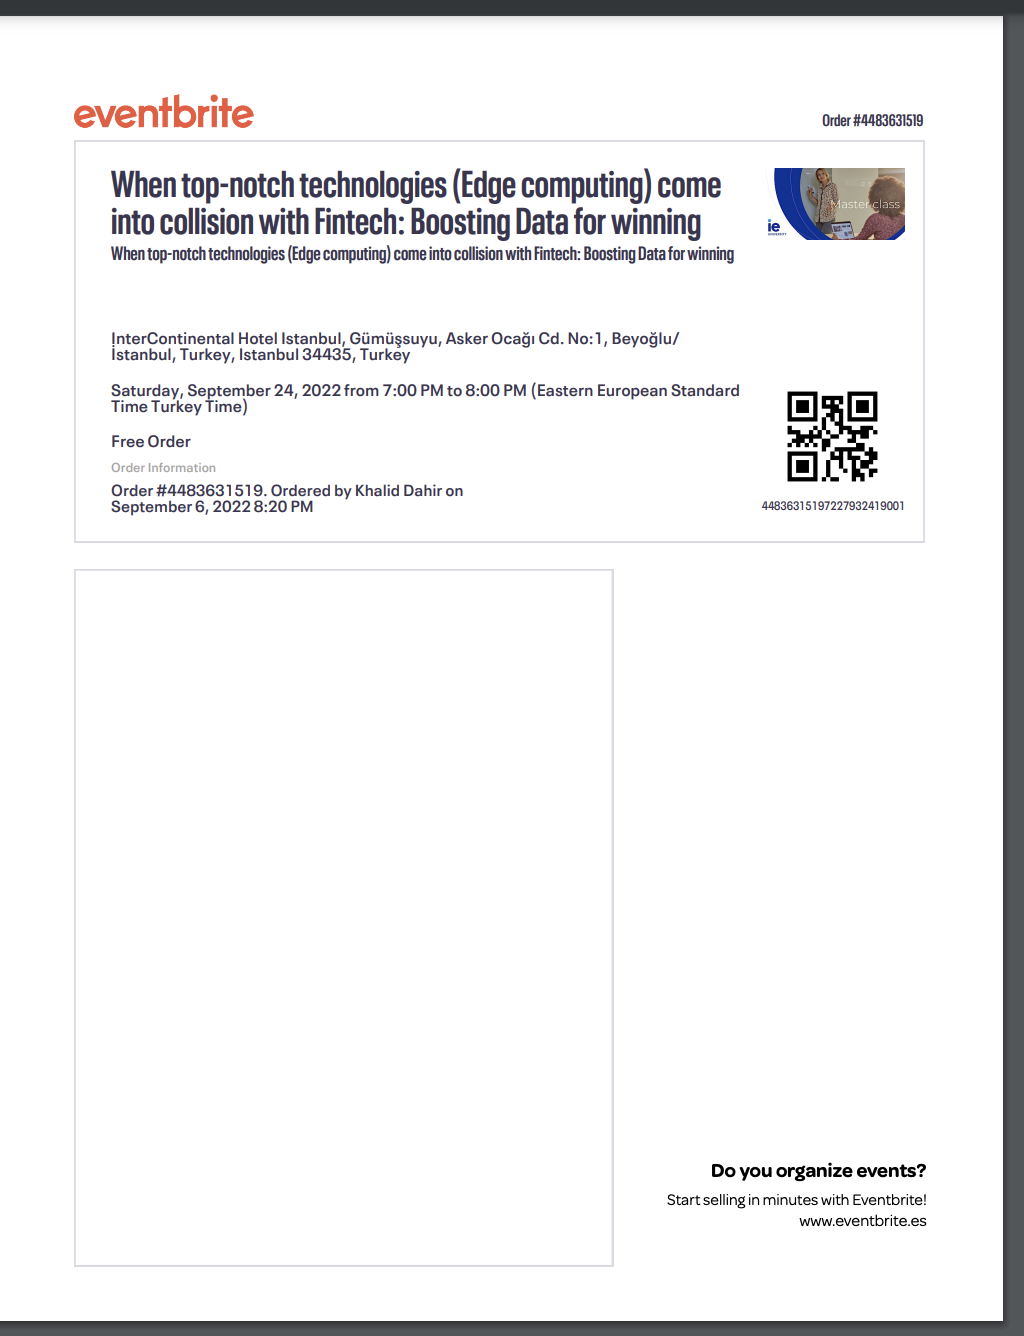 eventbrite
Order #4483631519
When top-notch technologies (Edge computing) come
into collision with Fintech: Boosting Data for winning
When top-notch technologies (Edge computing) come into collision with Fintech: Boosting Data for winning
Master class
ie
UNIVERSITY
InterContinental Hotel Istanbul, Gümüşsuyu, Asker Ocağı Cd. No:1, Beyoğlu/
İstanbul, Turkey, Istanbul 34435, Turkey
Saturday, September 24, 2022 from 7:00 PM to 8:00 PM (Eastern European Standard
Time Turkey Time)
Free Order
Order Information
Order #4483631519. Ordered by Khalid Dahir on
September 6, 2022 8:20 PM
44836315197227932419001
Do you organize events?
Start selling in minutes with Eventbrite!
www.eventbrite.es